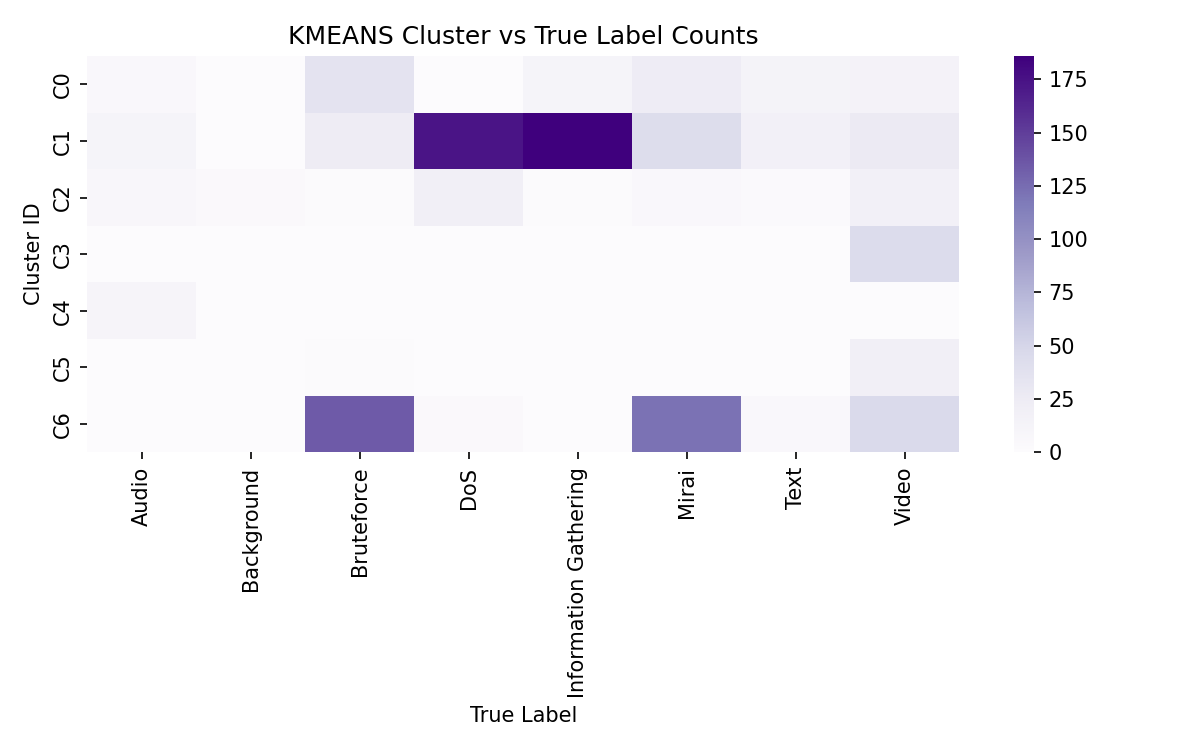 KMEANS Cluster vs True Label Counts
Cluster ID
C0
C1
C2
C3
C4
C5
C6
Audio
Background
Bruteforce
DoS
Information Gathering
Mirai
Text
Video
True Label
175
150
125
100
75
50
25
0